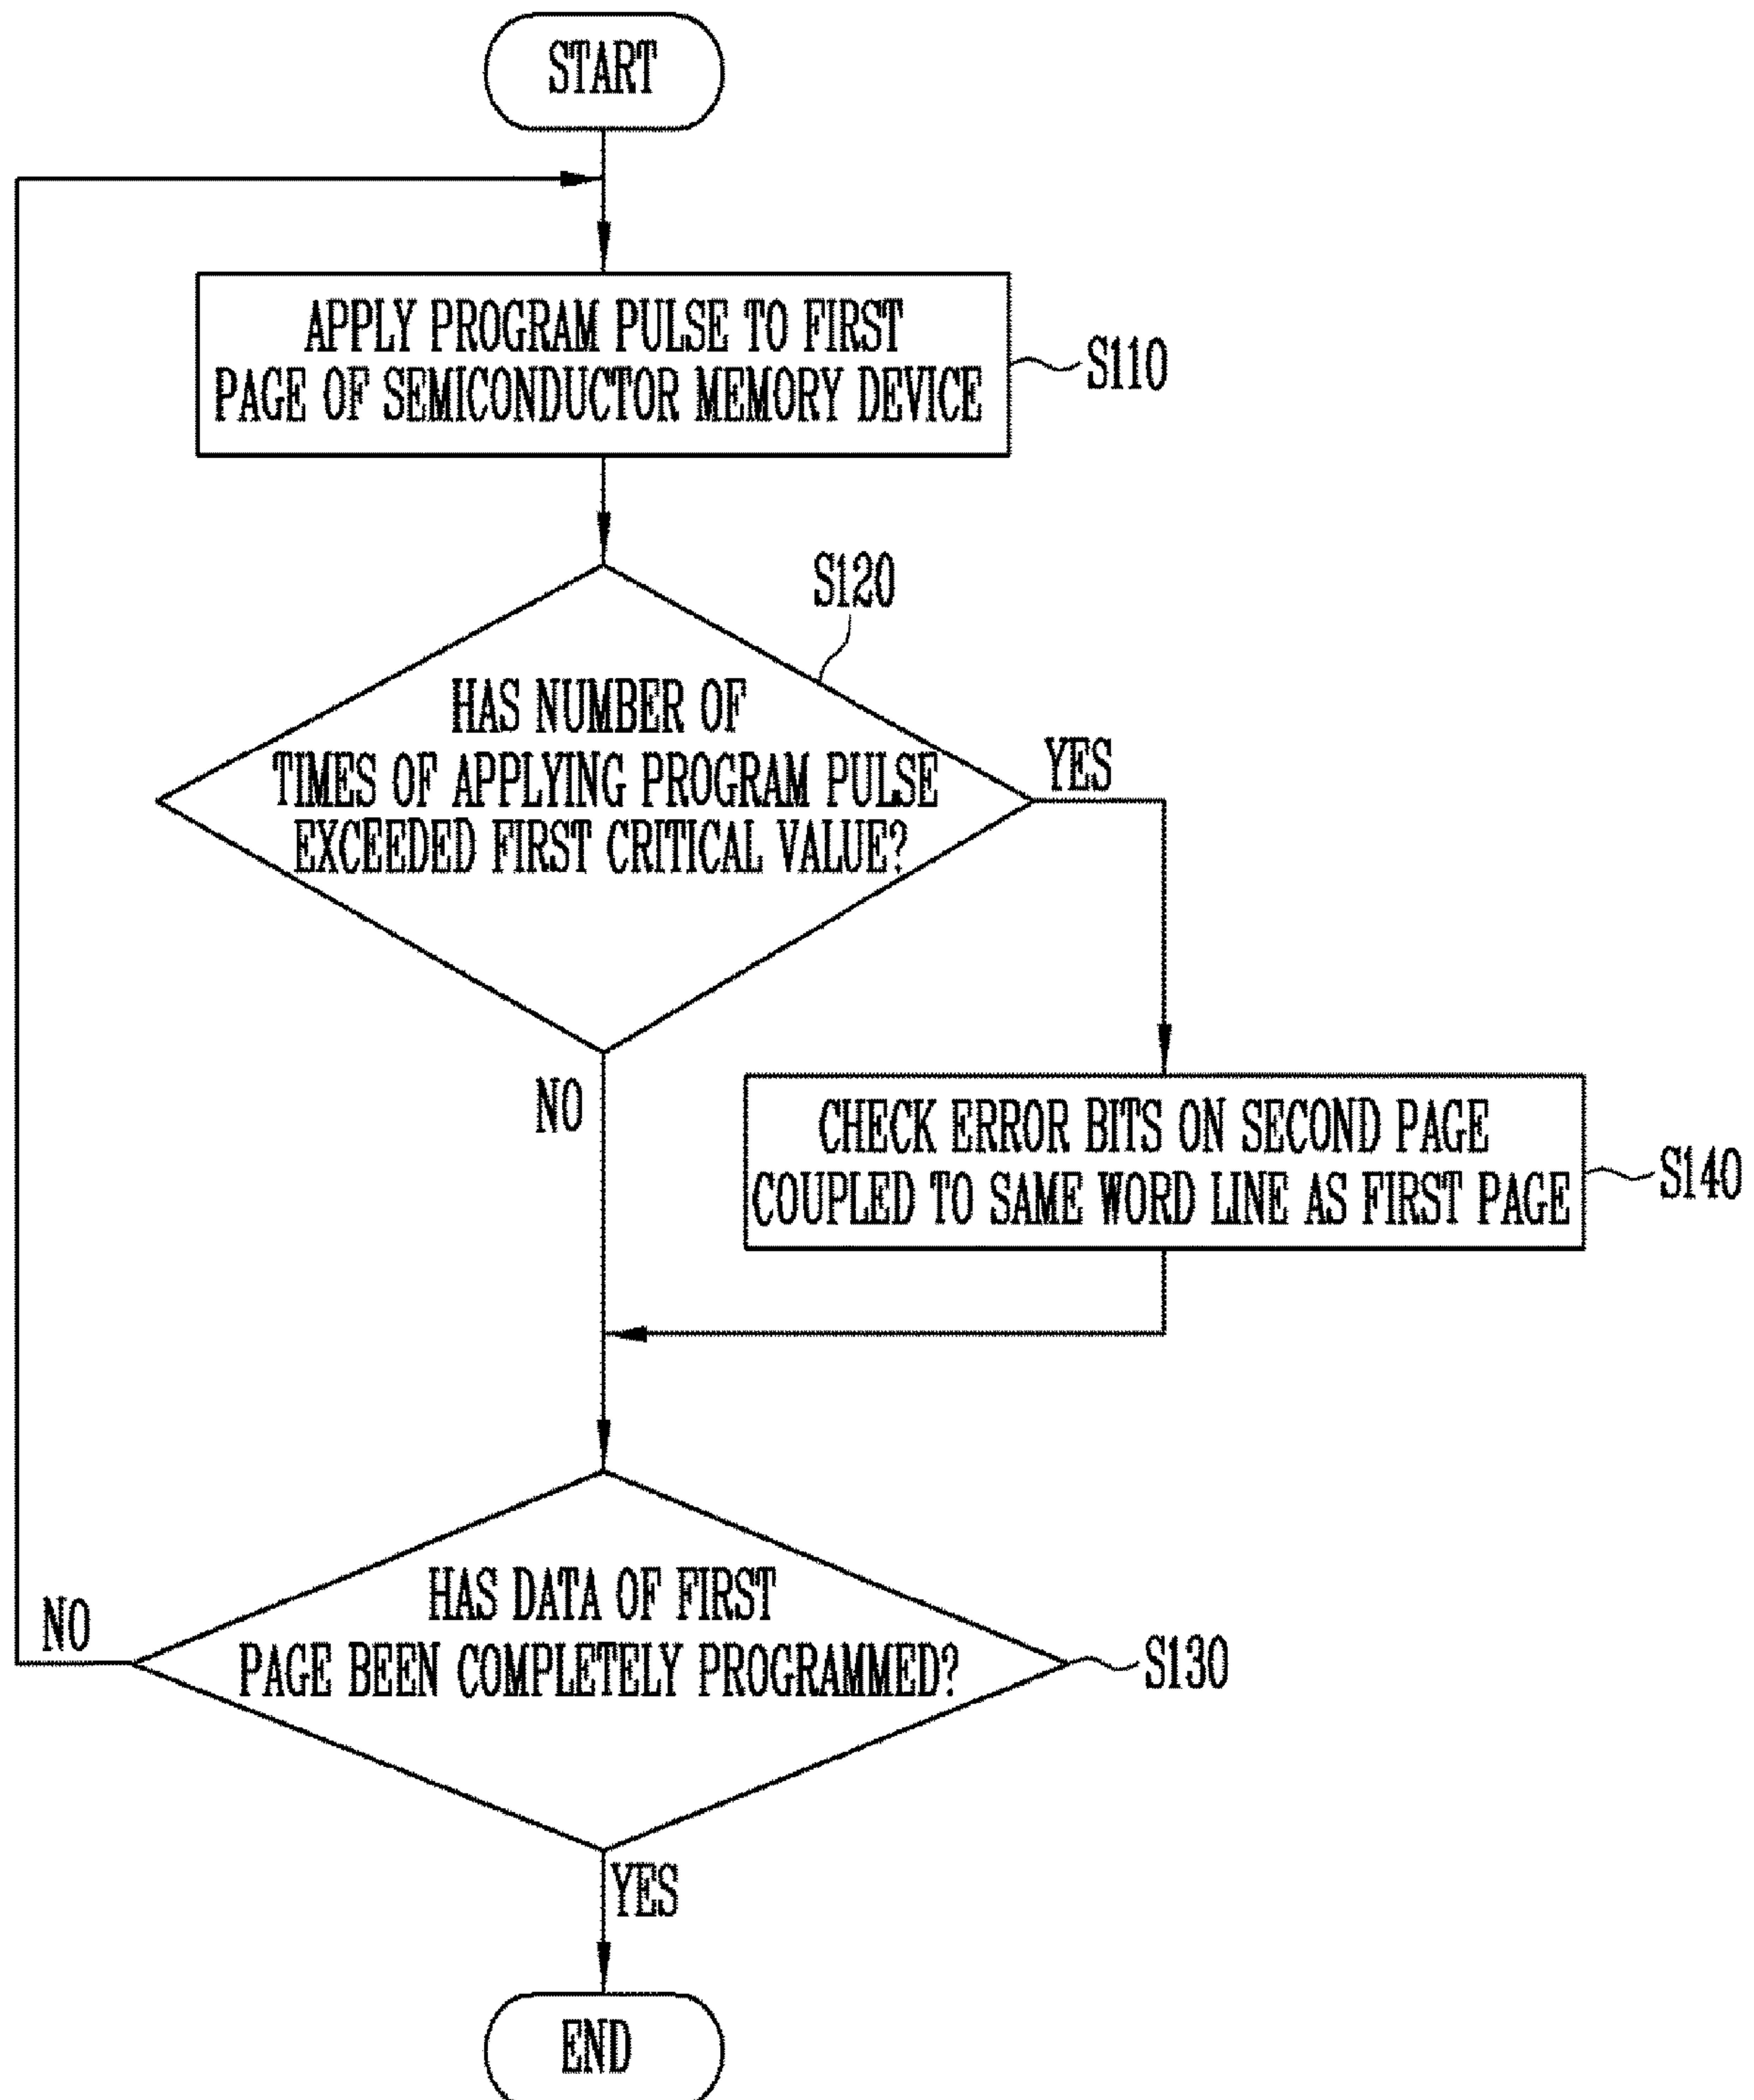 START
APPLY PROGRAM PULSE TO FIRST
PAGE OF SEMICONDUCTOR MEMORY DEVICE
S110
S120
HAS NUMBER OF
TIMES OF APPLYING PROGRAM PULSE
EXCEEDED FIRST CRITICAL VALUE?
YES
NO
CHECK ERROR BITS ON SECOND PAGE
COUPLED TO SAME WORD LINE AS FIRST PAGE
S140
HAS DATA OF FIRST
PAGE BEEN COMPLETELY PROGRAMMED?
NO
S130
YES
END